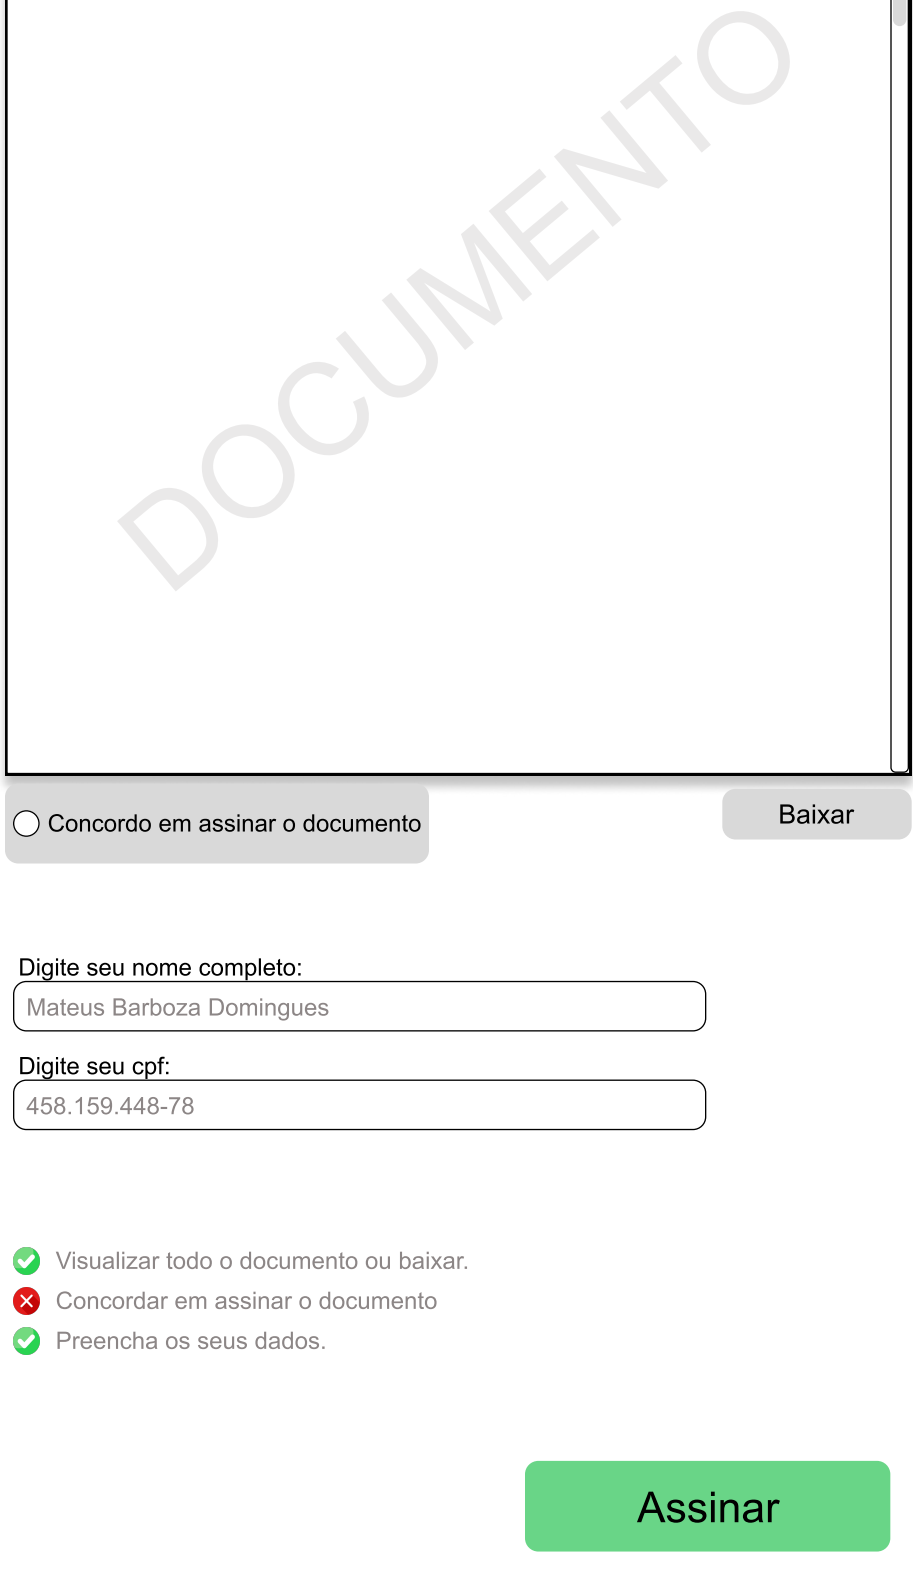 DOCUMENTO
Concordo em assinar o documento
Baixar
Digite seu nome completo:
Mateus Barboza Domingues
Digite seu cpf:
458.159.448-78
Visualizar todo o documento ou baixar.
Concordar em assinar o documento
Preencha os seus dados.
Assinar